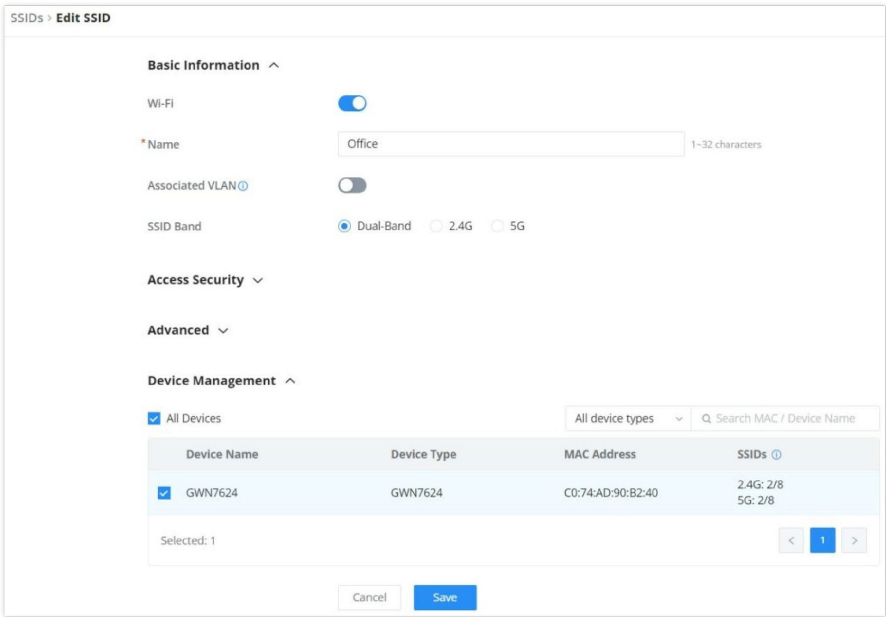 SSIDs > Edit SSID
Basic Information
Wi-Fi
* Name Office 1~32 characters
Associated VLAN
SSID Band Dual-Band 2.4G 5G
Access Security
Advanced
Device Management
All Devices All device types Search MAC / Device Name
Device Name Device Type MAC Address SSIDs
GWN7624 GWN7624 C0:74:AD:90:B2:40 2.4G: 2/8
5G: 2/8
Selected: 1 < 1 >
Cancel Save